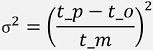 σ² = ((t_p − t_o) / t_m)²